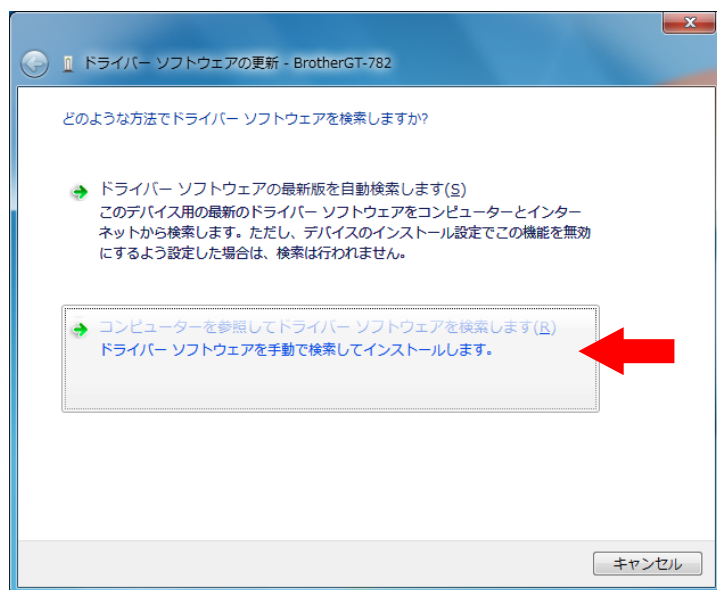 ドライバー ソフトウェアの更新 - BrotherGT-782
どのような方法でドライバー ソフトウェアを検索しますか?
ドライバー ソフトウェアの最新版を自動検索します(S)
このデバイス用の最新のドライバー ソフトウェアをコンピューターとインター
ネットから検索します。ただし、デバイスのインストール設定でこの機能を無効
にするよう設定した場合は、検索は行われません。
コンピューターを参照してドライバー ソフトウェアを検索します(R)
ドライバー ソフトウェアを手動で検索してインストールします。
キャンセル